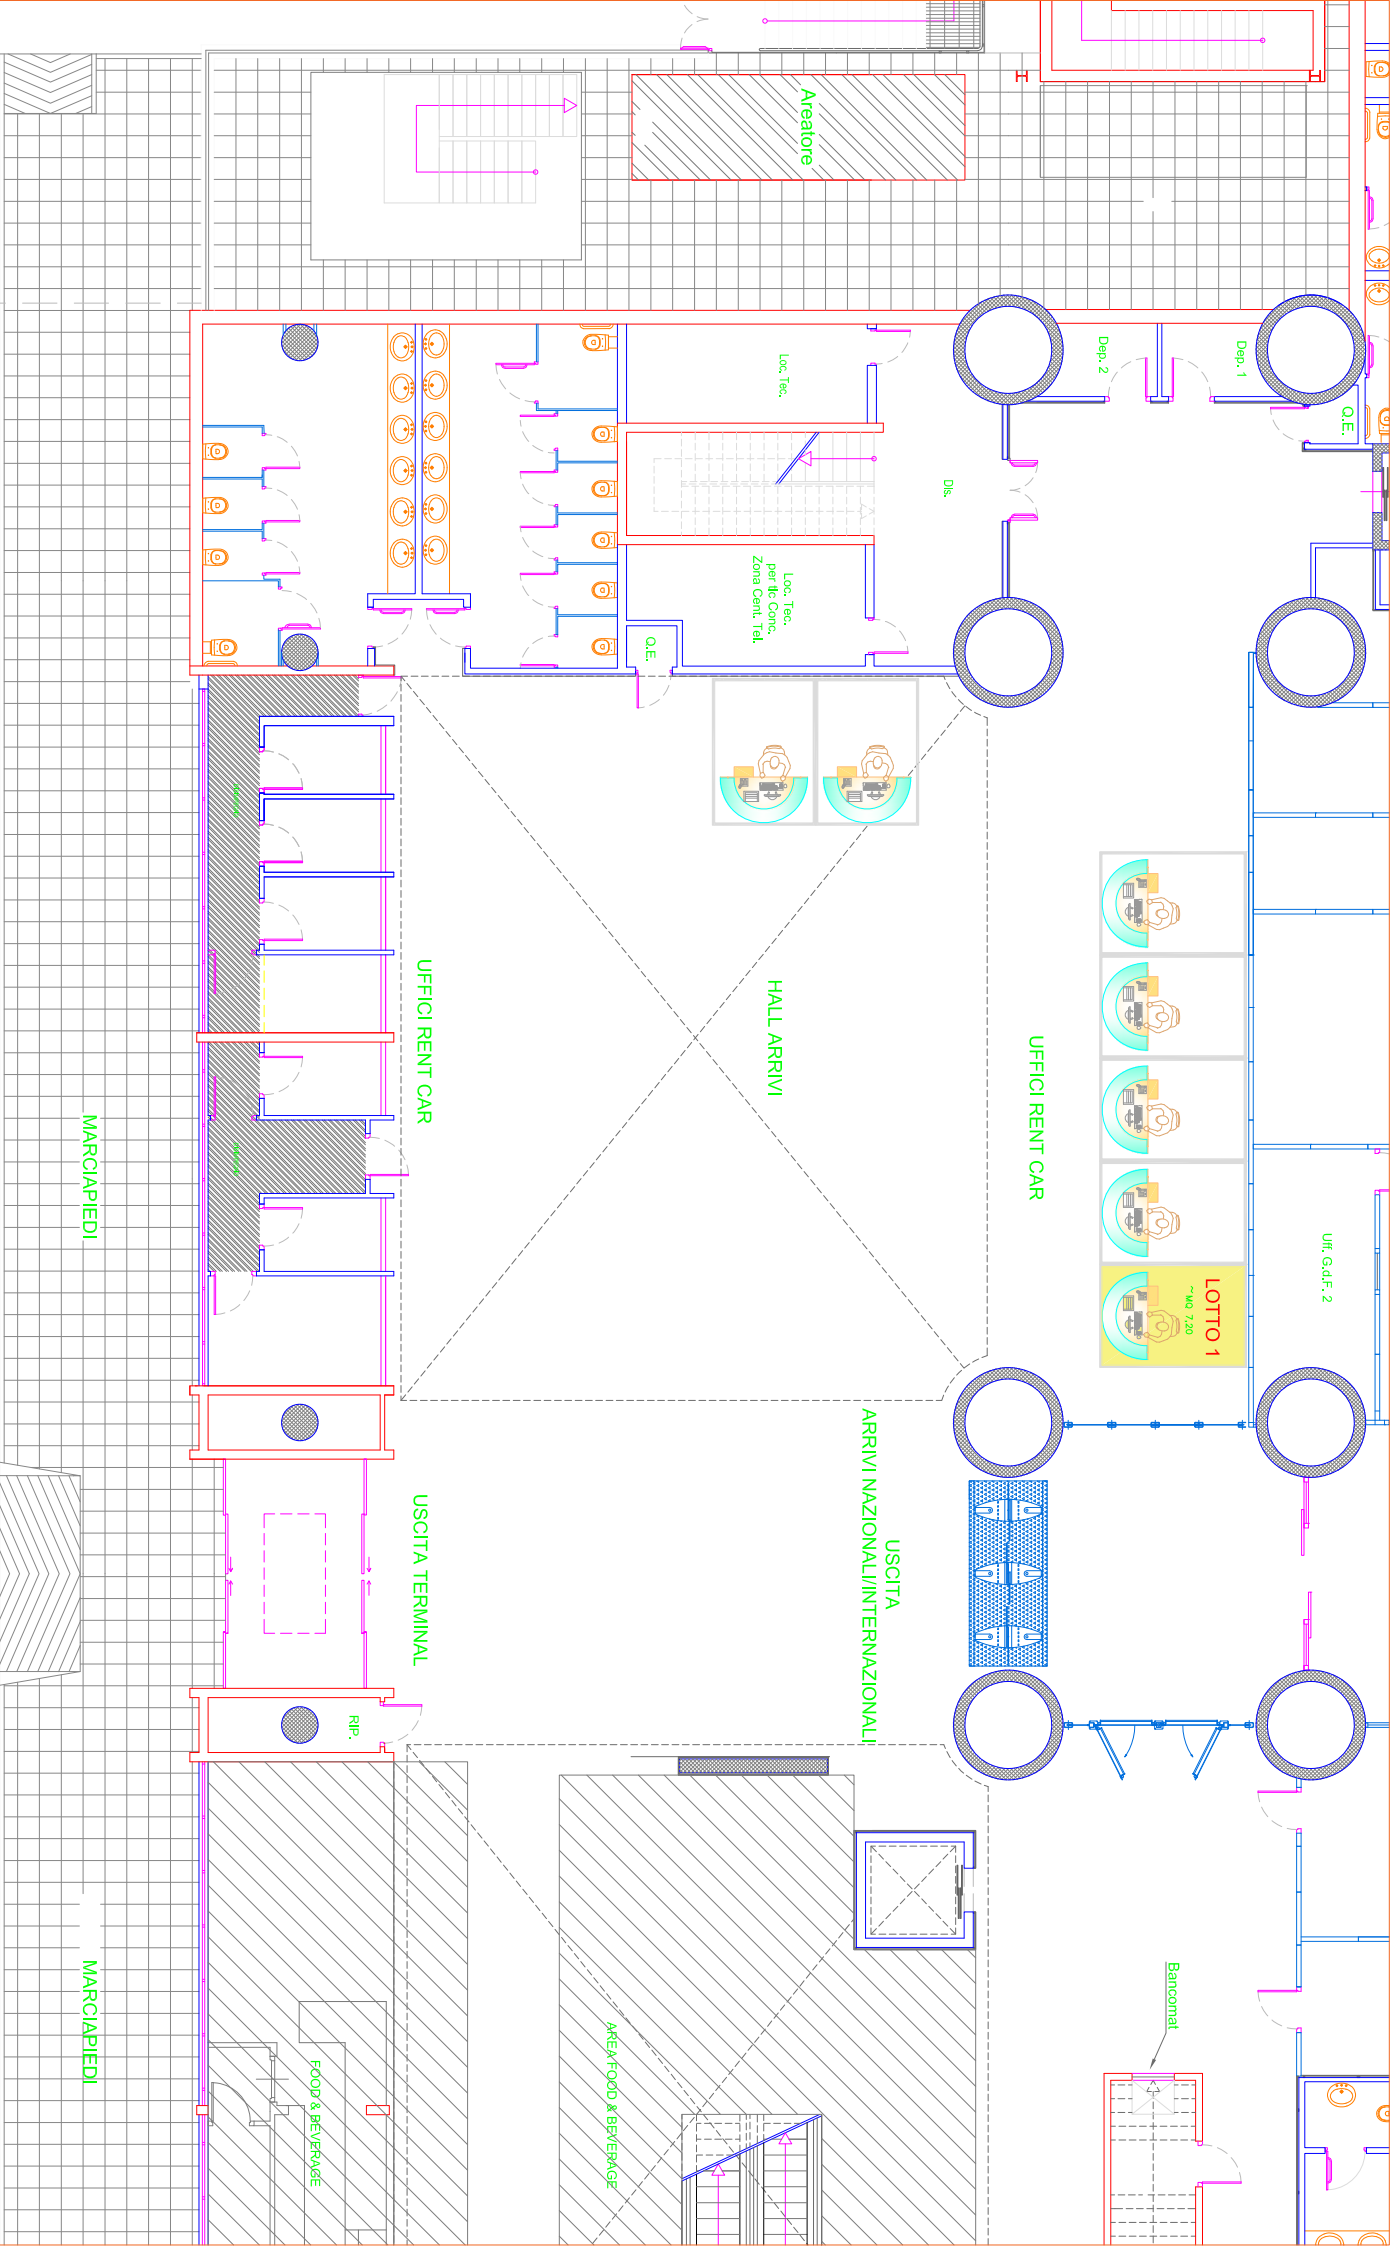 Areatore
Dep. 2
Dep. 1
Q.E.
Loc. Tec.
Dis.
Loc. Tec.
per tlc Conc.
Zona Cent. Tel.
Q.E.
UFFICI RENT CAR
HALL ARRIVI
UFFICI RENT CAR
MARCIAPIEDI
Uff. G.d.F. 2
LOTTO 1
~MQ 7.20
USCITA
ARRIVI NAZIONALI/INTERNAZIONALI
USCITA TERMINAL
RIP.
Bancomat
MARCIAPIEDI
FOOD & BEVERAGE
AREA FOOD & BEVERAGE